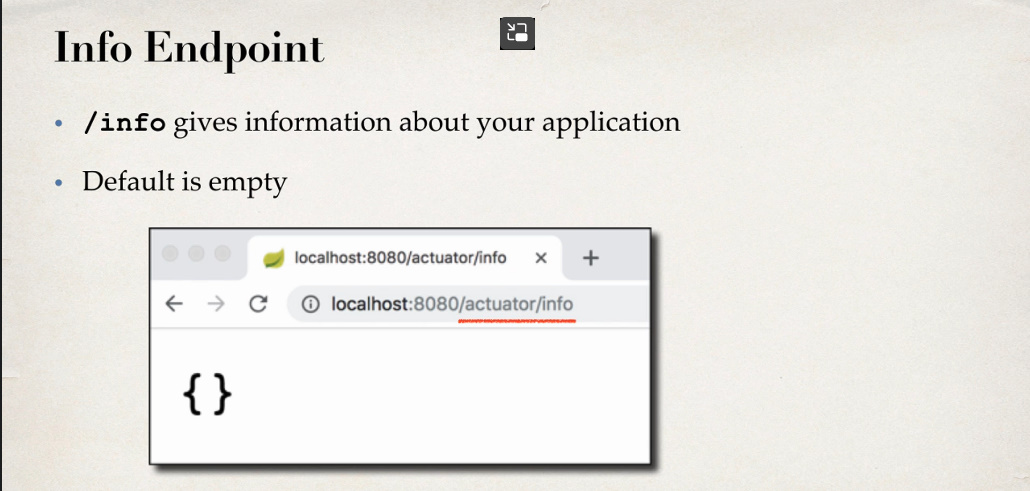 Info Endpoint
• /info gives information about your application
• Default is empty
localhost:8080/actuator/info
localhost:8080/actuator/info
{ }